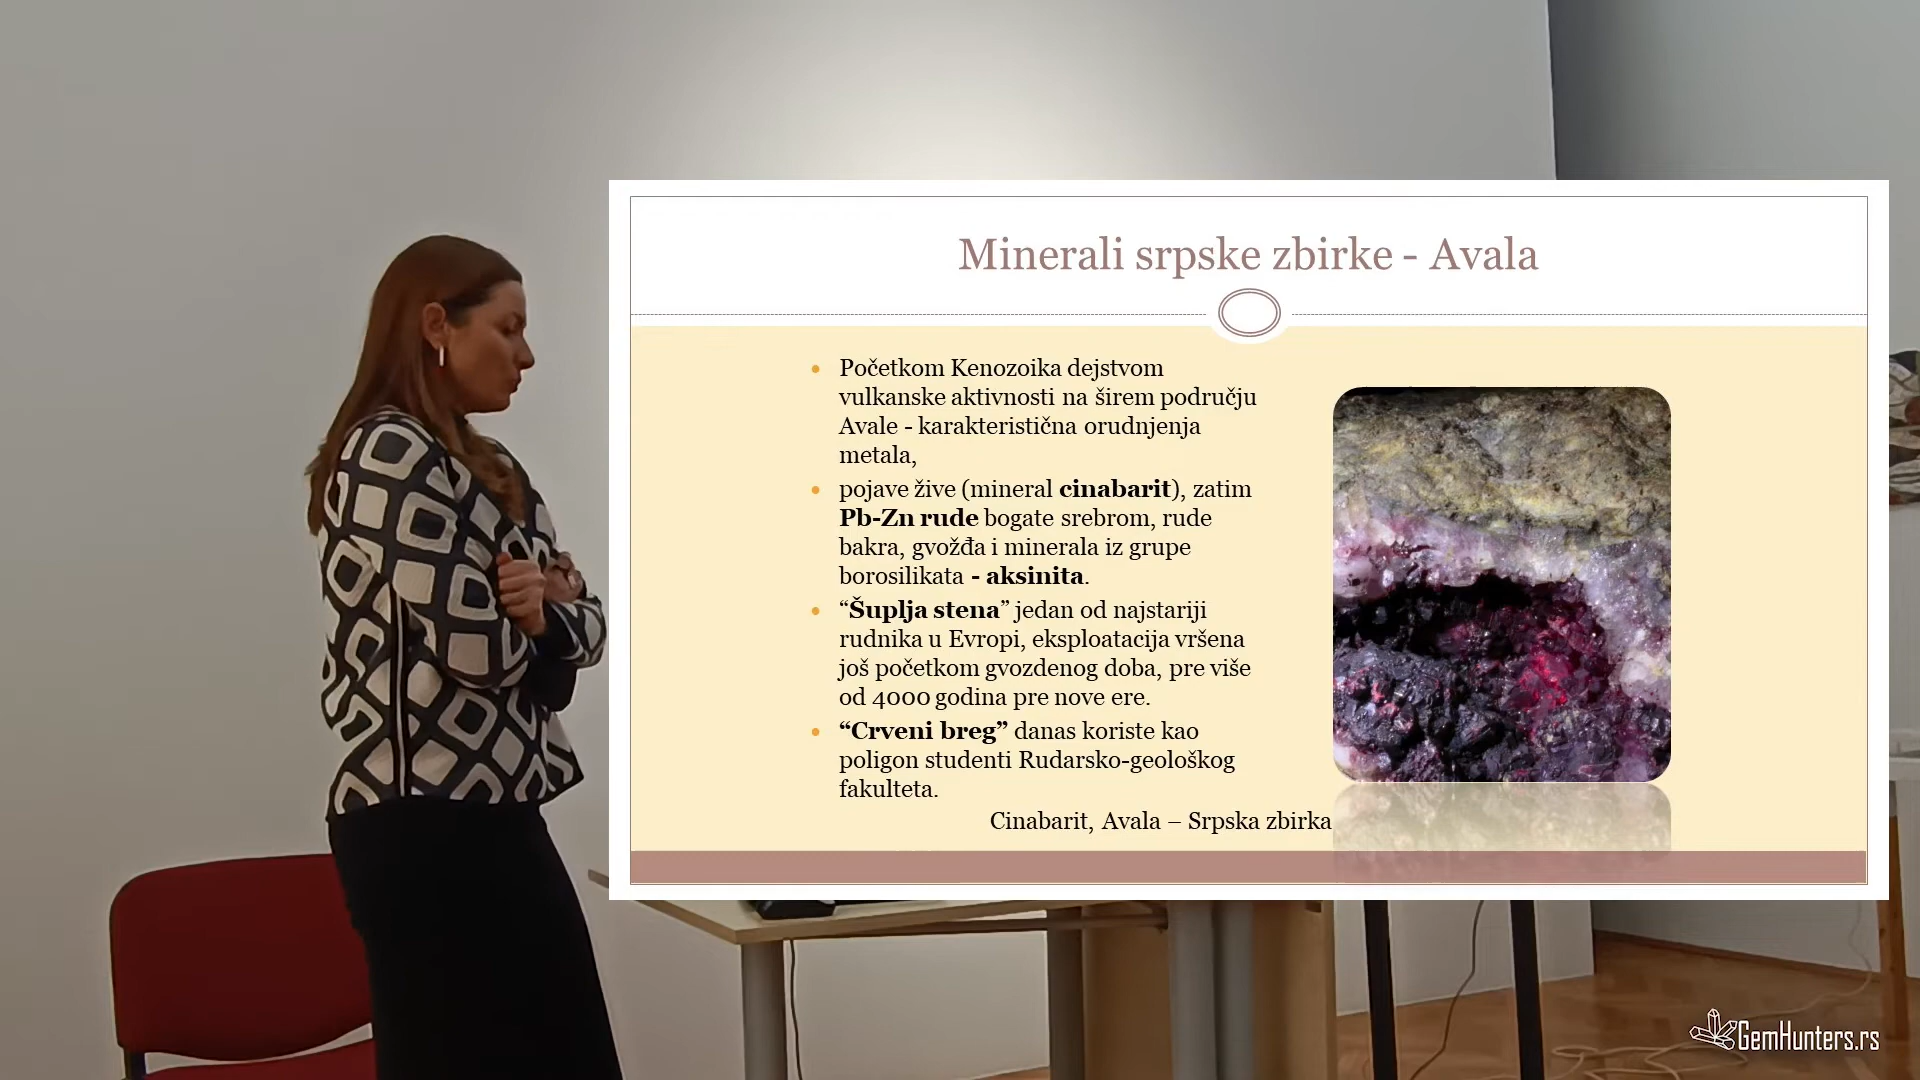 Minerali srpske zbirke - Avala
• Početkom Kenozoika dejstvom
vulkanske aktivnosti na širem području
Avale - karakteristična orudnjenja
metala,
• pojave žive (mineral cinabarit), zatim
Pb-Zn rude bogate srebrom, rude
bakra, gvožđa i minerala iz grupe
borosilikata - aksinita.
• “Šuplja stena” jedan od najstariji
rudnika u Evropi, eksploatacija vršena
još početkom gvozdenog doba, pre više
od 4000 godina pre nove ere.
• “Crveni breg” danas koriste kao
poligon studenti Rudarsko-geološkog
fakulteta.
Cinabarit, Avala – Srpska zbirka
GemHunters.rs